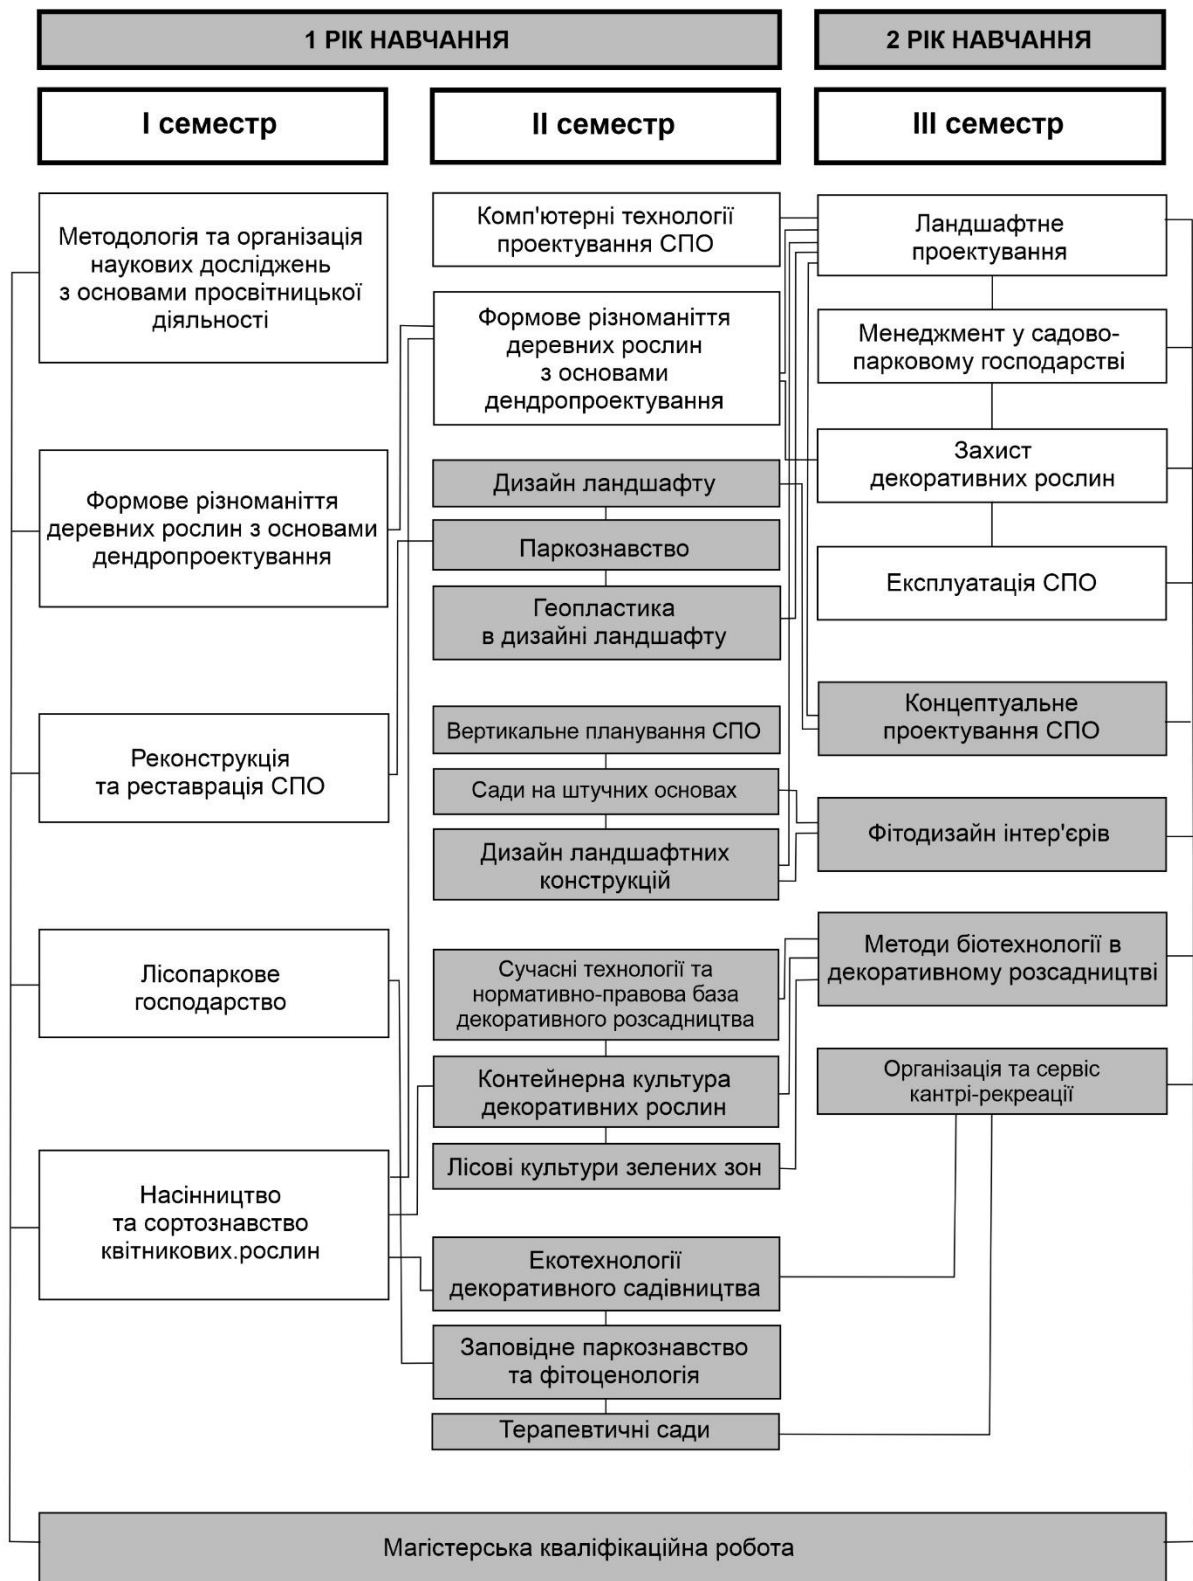 1 РІК НАВЧАННЯ
2 РІК НАВЧАННЯ
І семестр
ІІ семестр
ІІІ семестр
Методологія та організація
наукових досліджень
з основами просвітницької
діяльності
Формове різноманіття
деревних рослин з основами
дендропроектування
Реконструкція
та реставрація СПО
Лісопаркове
господарство
Насінництво
та сортознавство
квітникових.рослин
Комп'ютерні технології
проектування СПО
Формове різноманіття
деревних рослин
з основами
дендропроектування
Дизайн ландшафту
Паркознавство
Геопластика
в дизайні ландшафту
Вертикальне планування СПО
Сади на штучних основах
Дизайн ландшафтних
конструкцій
Сучасні технології та
нормативно-правова база
декоративного розсадництва
Контейнерна культура
декоративних рослин
Лісові культури зелених зон
Екотехнології
декоративного садівництва
Заповідне паркознавство
та фітоценологія
Терапевтичні сади
Ландшафтне
проектування
Менеджмент у садово-
парковому господарстві
Захист
декоративних рослин
Експлуатація СПО
Концептуальне
проектування СПО
Фітодизайн інтер'єрів
Методи біотехнології в
декоративному розсадництві
Організація та сервіс
кантрі-рекреації
Магістерська кваліфікаційна робота